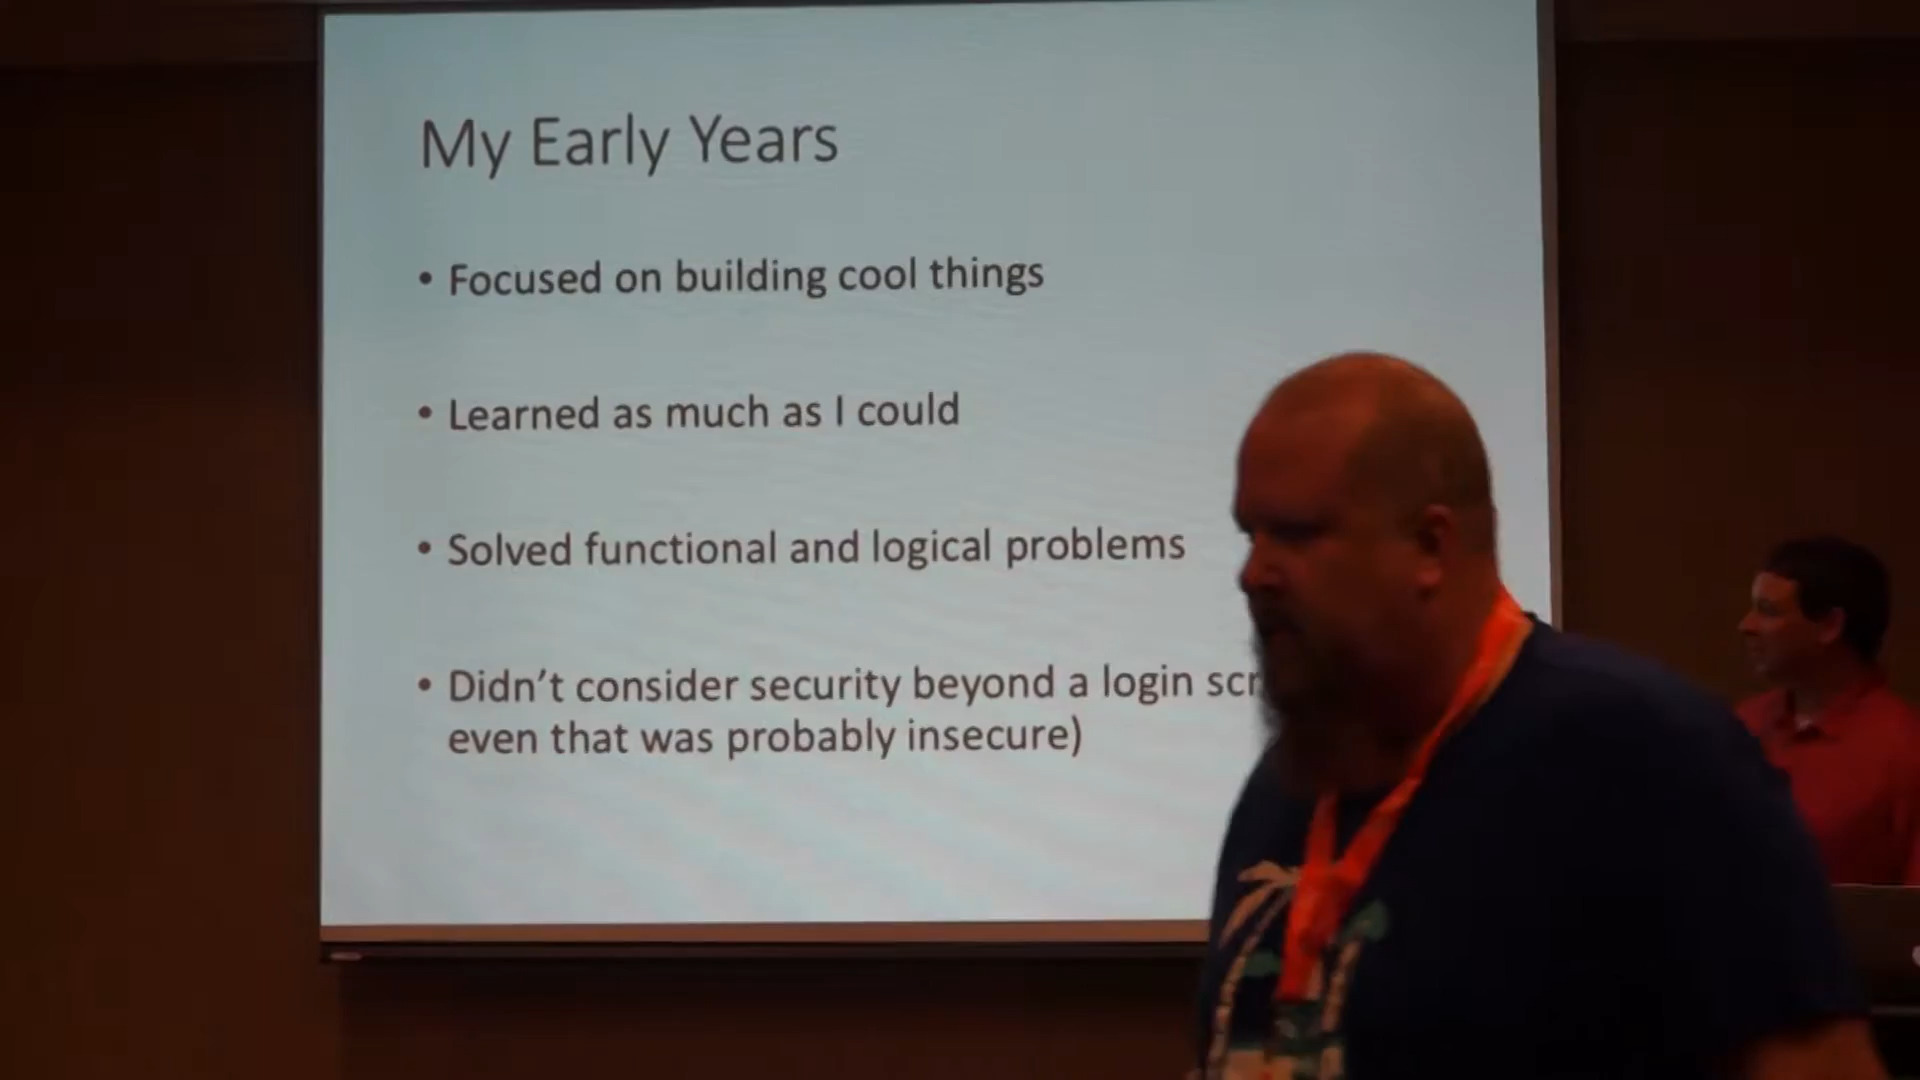 My Early Years
• Focused on building cool things
• Learned as much as I could
• Solved functional and logical problems
• Didn't consider security beyond a login
even that was probably insecure)